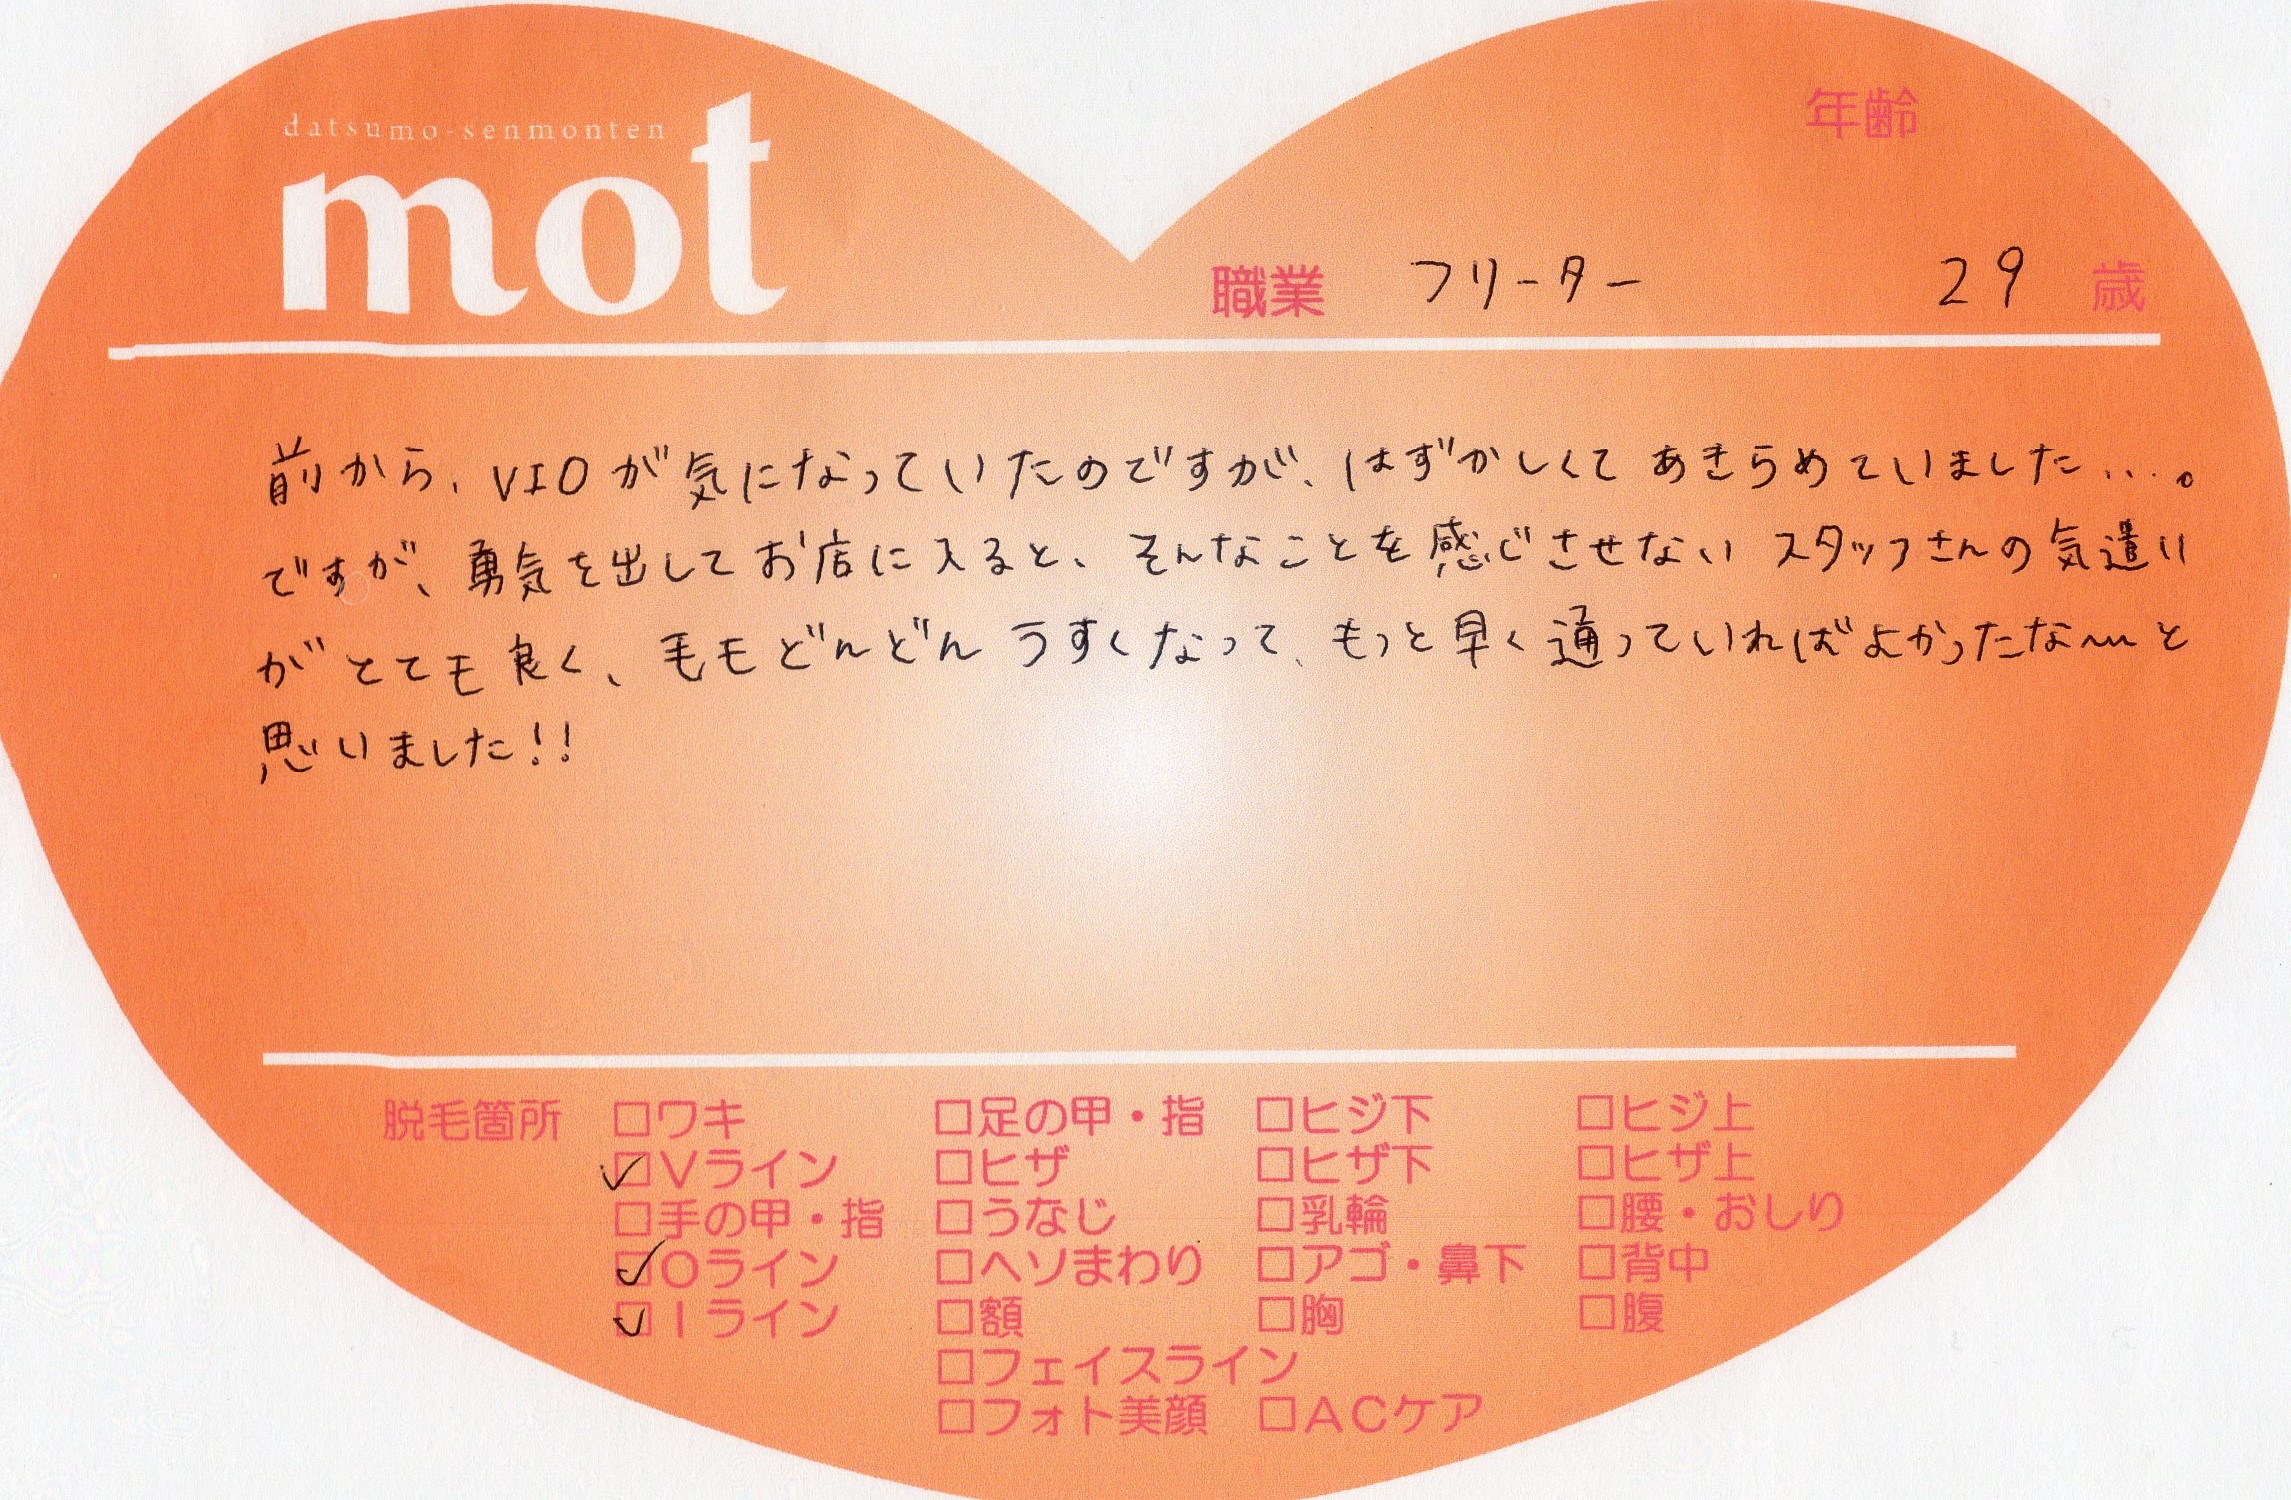 datsumo-senmonten
mot
年齢
職業 フリーター 29 歳
前から、VIOが気になっていたのですが、はずかしくてあきらめていました...。
ですが、勇気を出してお店に入ると、そんなことを感じさせないスタッフさんの気遣い
がとても良く、毛もどんどんうすくなって、もっと早く通っていればよかったな〜と
思いました!!
脱毛箇所 □ワキ □足の甲・指 □ヒジ下 □ヒジ上
☑Vライン □ヒザ □ヒザ下 □ヒザ上
□手の甲・指 □うなじ □乳輪 □腰・おしり
☑Oライン □ヘソまわり □アゴ・鼻下 □背中
☑Iライン □額 □胸 □腹
□フェイスライン
□フォト美顔 □ACケア